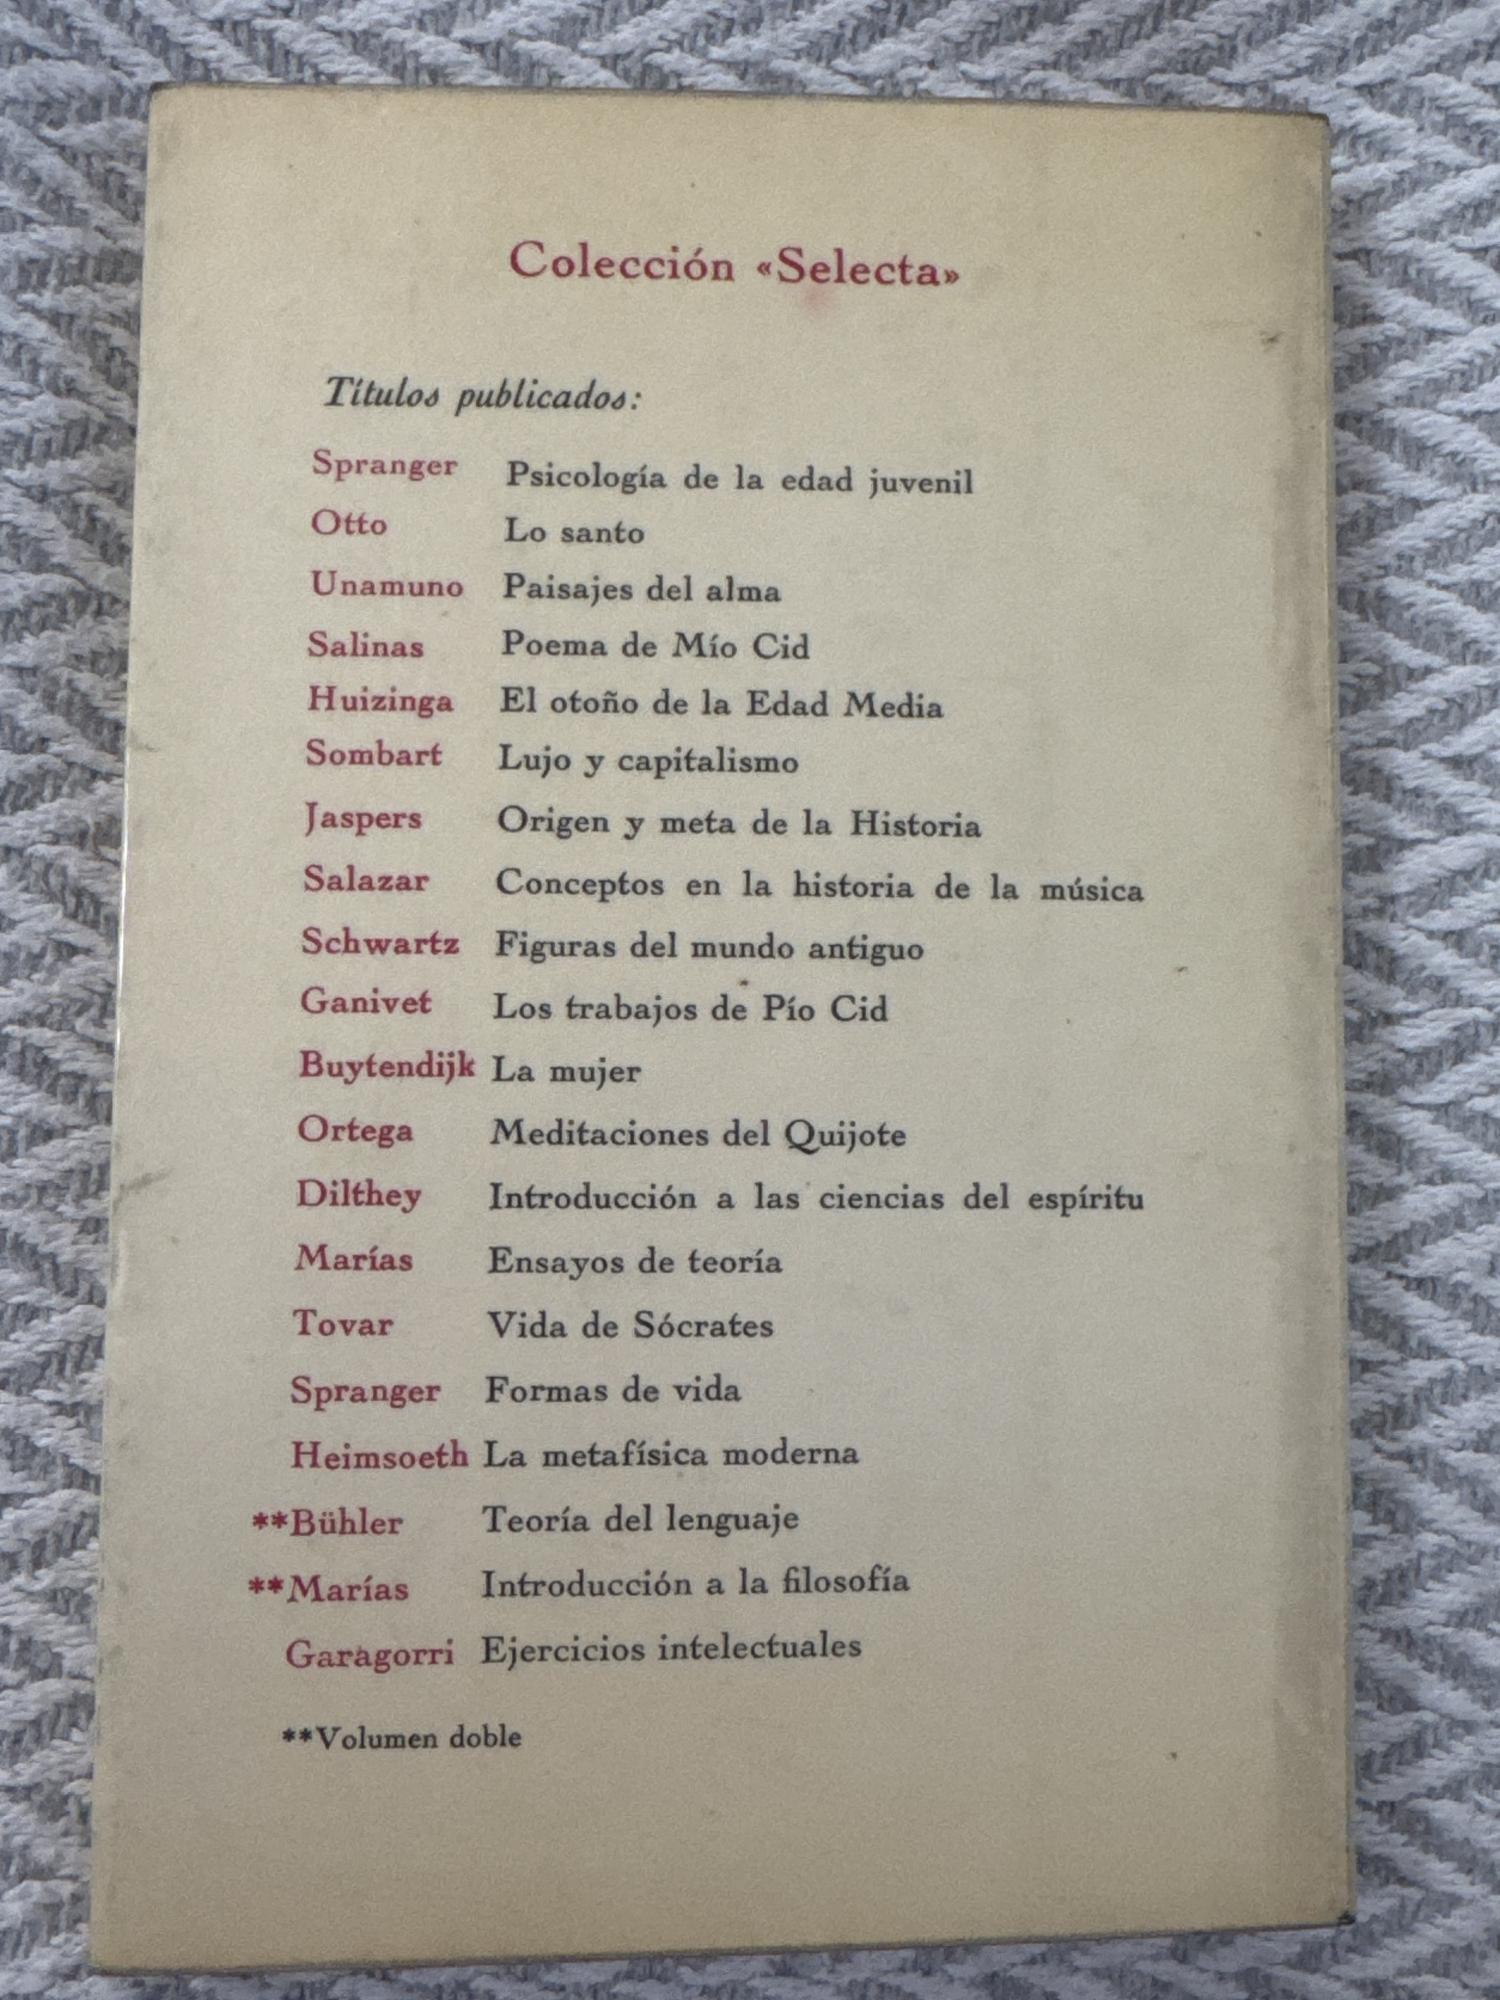 Colección «Selecta»
Títulos publicados:
Spranger Psicología de la edad juvenil
Otto Lo santo
Unamuno Paisajes del alma
Salinas Poema de Mío Cid
Huizinga El otoño de la Edad Media
Sombart Lujo y capitalismo
Jaspers Origen y meta de la Historia
Salazar Conceptos en la historia de la música
Schwartz Figuras del mundo antiguo
Ganivet Los trabajos de Pío Cid
Buytendijk La mujer
Ortega Meditaciones del Quijote
Dilthey Introducción a las ciencias del espíritu
Marías Ensayos de teoría
Tovar Vida de Sócrates
Spranger Formas de vida
Heimsoeth La metafísica moderna
**Bühler Teoría del lenguaje
**Marías Introducción a la filosofía
Garagorri Ejercicios intelectuales
**Volumen doble